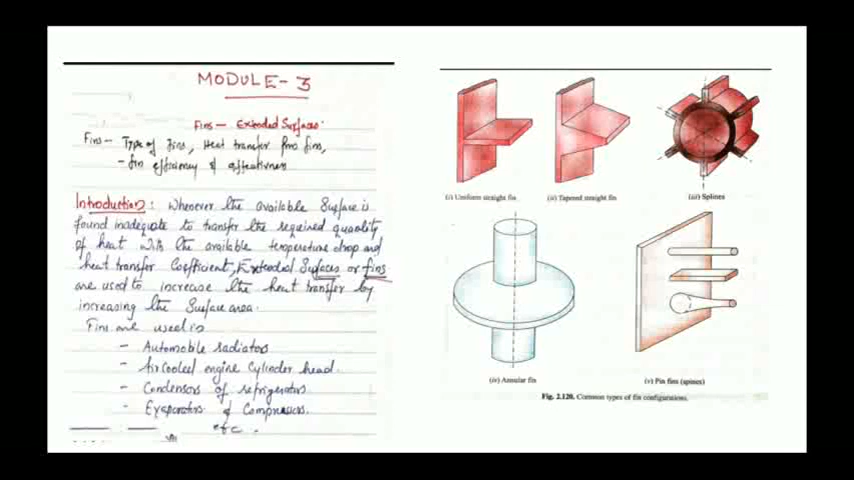 MODULE-3
Fins- Extended Surfaces:
Fins- Types of fins, Heat transfer from fins,
- fin efficiency & effectiveness
Introduction: Whenever the available Surface is
found inadequate to transfer the required quantity
of heat with the available temperature drop and
heat transfer Coefficient, Extended Surfaces or fins
are used to increase the heat transfer by
increasing the Surface area.
Fins are used in
- Automobile radiators
- Air cooled engine Cylinder head.
- Condensors of refrigerators
- Evaporators & Compressors.
etc.
(i) Uniform straight fin
(ii) Tapered straight fin
(iii) Splines
(iv) Annular fin
(v) Pin fins (spines)
Fig. 2.120. Common types of fin configurations.